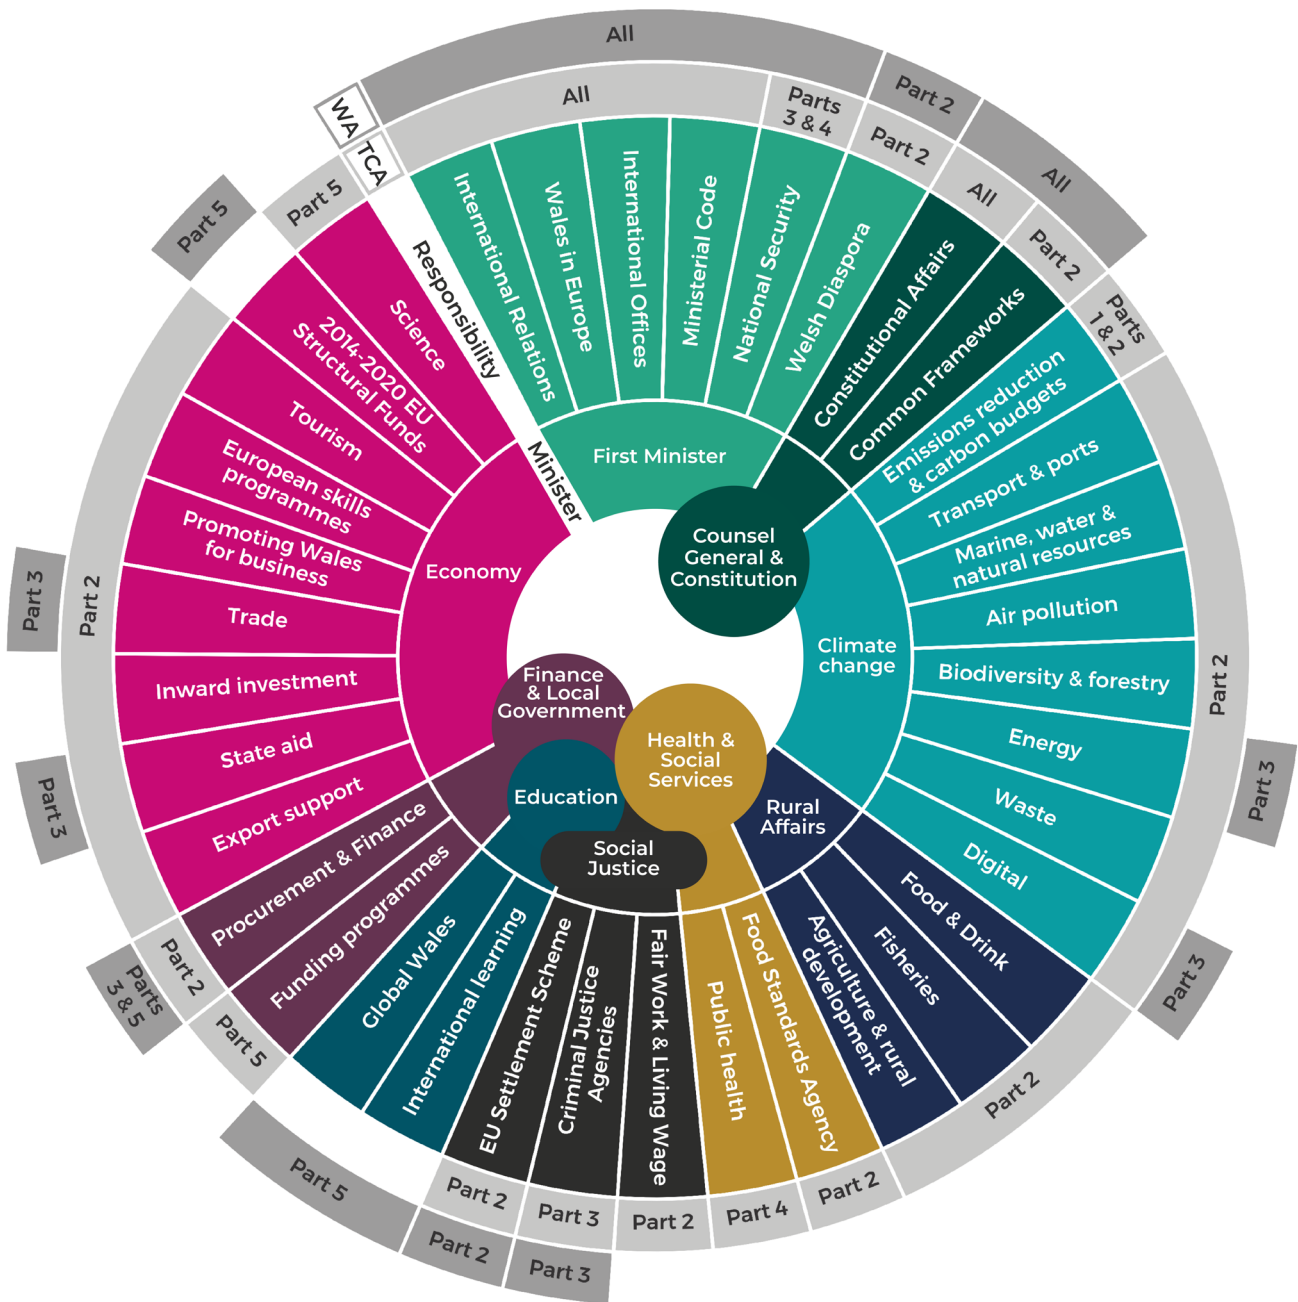 WA
TCA
Responsibility
Minister
All
Part 2
All
All
Parts
3 & 4
Part 2
All
Part 2
Parts
1 & 2
Part 2
Part 3
Part 3
Part 2
Part 2
Part 4
Part 2
Part 3
Part 2
Part 3
Part 2
Part 5
Part 5
Part 2
Parts
3 & 5
Part 3
Part 2
Part 3
Part 5
Part 5
First Minister
International Relations
Wales in Europe
International Offices
Ministerial Code
National Security
Welsh Diaspora
Counsel
General &
Constitution
Constitutional Affairs
Common Frameworks
Climate
change
Emissions reduction
& carbon budgets
Transport & ports
Marine, water &
natural resources
Air pollution
Biodiversity & forestry
Energy
Waste
Digital
Rural
Affairs
Food & Drink
Fisheries
Agriculture & rural
development
Health &
Social
Services
Food Standards Agency
Public health
Social
Justice
Fair Work & Living Wage
Criminal Justice
Agencies
EU Settlement Scheme
Education
International learning
Global Wales
Finance
& Local
Government
Funding programmes
Procurement & Finance
Economy
Export support
State aid
Inward investment
Trade
Promoting Wales
for business
European skills
programmes
Tourism
2014-2020 EU
Structural Funds
Science